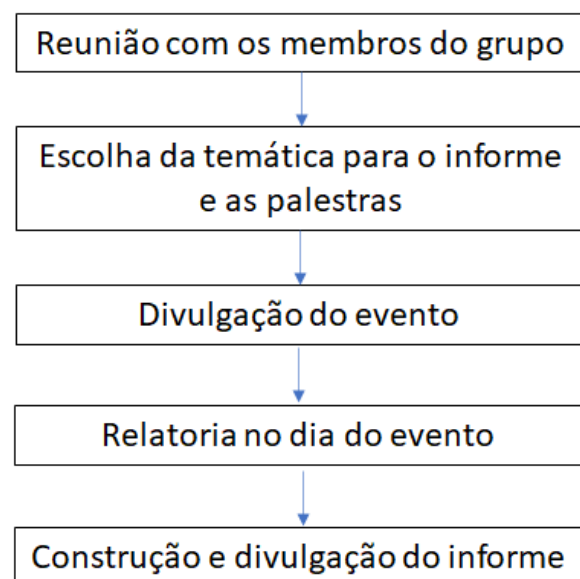 Reunião com os membros do grupo
Escolha da temática para o informe
e as palestras
Divulgação do evento
Relatoria no dia do evento
Construção e divulgação do informe